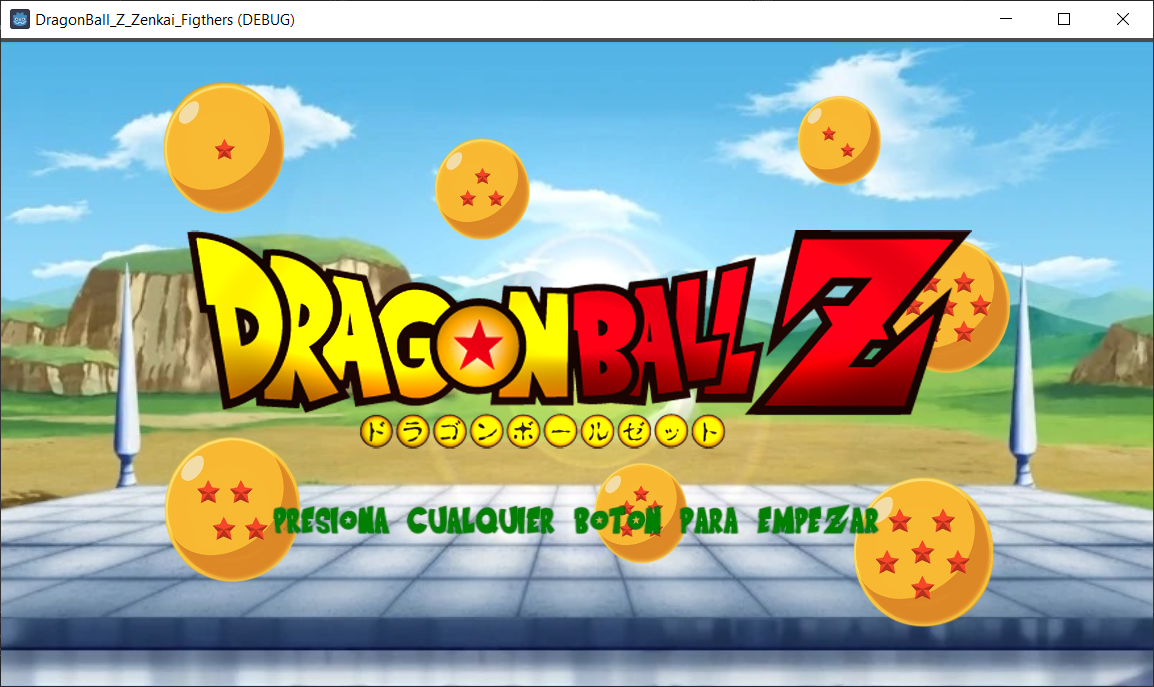 DragonBall_Z_Zenkai_Figthers (DEBUG)
DRAGONBALL Z
ドラゴンボールゼット
PRESIONA CUALQUIER BOTON PARA EMPEZAR